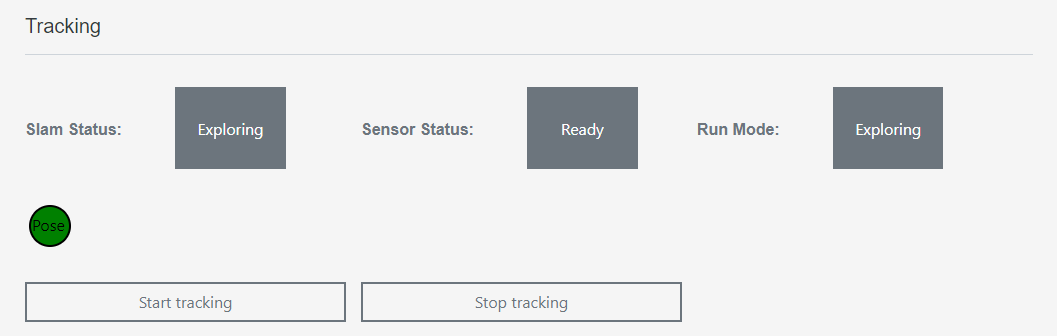 Tracking
Slam Status: Exploring Sensor Status: Ready Run Mode: Exploring
Pose
Start tracking Stop tracking